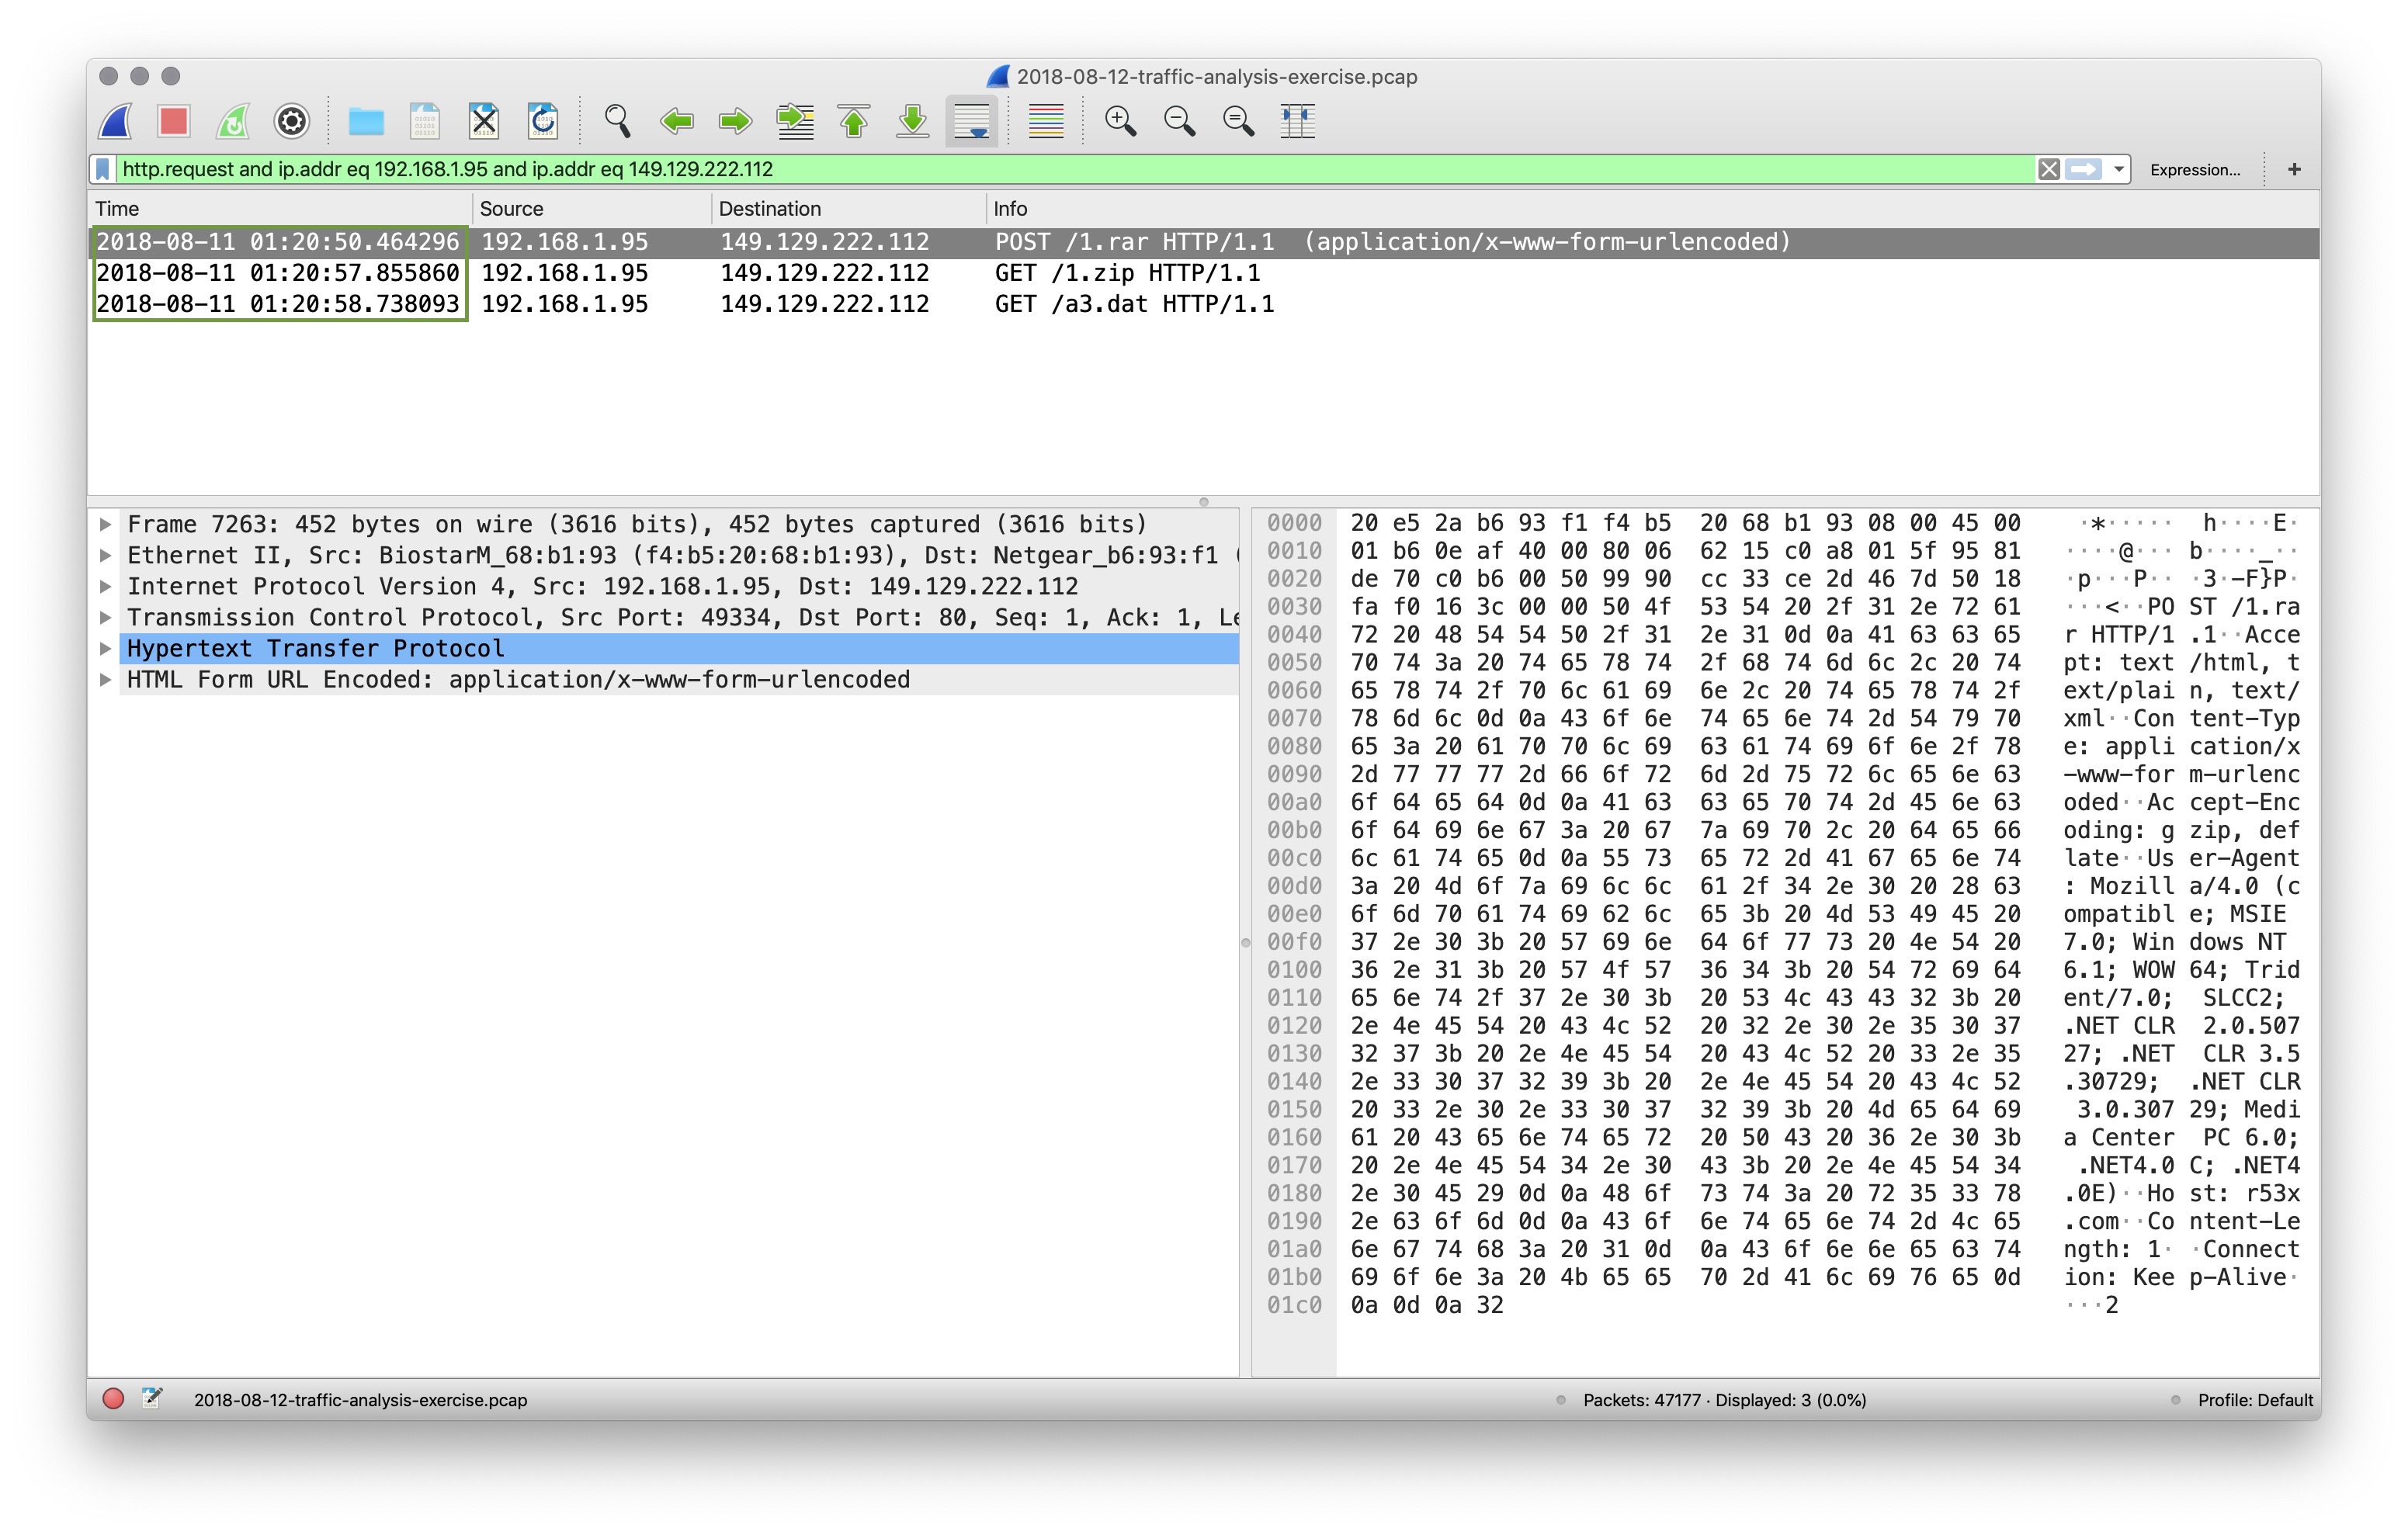 2018-08-12-traffic-analysis-exercise.pcap
http.request and ip.addr eq 192.168.1.95 and ip.addr eq 149.129.222.112
Expression...
+
Time Source Destination Info
2018-08-11 01:20:50.464296 192.168.1.95 149.129.222.112 POST /1.rar HTTP/1.1  (application/x-www-form-urlencoded)
2018-08-11 01:20:57.855860 192.168.1.95 149.129.222.112 GET /1.zip HTTP/1.1
2018-08-11 01:20:58.738093 192.168.1.95 149.129.222.112 GET /a3.dat HTTP/1.1
Frame 7263: 452 bytes on wire (3616 bits), 452 bytes captured (3616 bits)
Ethernet II, Src: BiostarM_68:b1:93 (f4:b5:20:68:b1:93), Dst: Netgear_b6:93:f1 (
Internet Protocol Version 4, Src: 192.168.1.95, Dst: 149.129.222.112
Transmission Control Protocol, Src Port: 49334, Dst Port: 80, Seq: 1, Ack: 1, Le
Hypertext Transfer Protocol
HTML Form URL Encoded: application/x-www-form-urlencoded
0000 20 e5 2a b6 93 f1 f4 b5 20 68 b1 93 08 00 45 00 ·*····· h····E·
0010 01 b6 0e af 40 00 80 06 62 15 c0 a8 01 5f 95 81 ····@··· b····_··
0020 de 70 c0 b6 00 50 99 90 cc 33 ce 2d 46 7d 50 18 ·p···P·· ·3·-F}P·
0030 fa f0 16 3c 00 00 50 4f 53 54 20 2f 31 2e 72 61 ···<··PO ST /1.ra
0040 72 20 48 54 54 50 2f 31 2e 31 0d 0a 41 63 63 65 r HTTP/1 .1··Acce
0050 70 74 3a 20 74 65 78 74 2f 68 74 6d 6c 2c 20 74 pt: text /html, t
0060 65 78 74 2f 70 6c 61 69 6e 2c 20 74 65 78 74 2f ext/plai n, text/
0070 78 6d 6c 0d 0a 43 6f 6e 74 65 6e 74 2d 54 79 70 xml··Con tent-Typ
0080 65 3a 20 61 70 70 6c 69 63 61 74 69 6f 6e 2f 78 e: appli cation/x
0090 2d 77 77 77 2d 66 6f 72 6d 2d 75 72 6c 65 6e 63 -www-for m-urlenc
00a0 6f 64 65 64 0d 0a 41 63 63 65 70 74 2d 45 6e 63 oded··Ac cept-Enc
00b0 6f 64 69 6e 67 3a 20 67 7a 69 70 2c 20 64 65 66 oding: g zip, def
00c0 6c 61 74 65 0d 0a 55 73 65 72 2d 41 67 65 6e 74 late··Us er-Agent
00d0 3a 20 4d 6f 7a 69 6c 6c 61 2f 34 2e 30 20 28 63 : Mozill a/4.0 (c
00e0 6f 6d 70 61 74 69 62 6c 65 3b 20 4d 53 49 45 20 ompatibl e; MSIE
00f0 37 2e 30 3b 20 57 69 6e 64 6f 77 73 20 4e 54 20 7.0; Win dows NT
0100 36 2e 31 3b 20 57 4f 57 36 34 3b 20 54 72 69 64 6.1; WOW 64; Trid
0110 65 6e 74 2f 37 2e 30 3b 20 53 4c 43 43 32 3b 20 ent/7.0;  SLCC2;
0120 2e 4e 45 54 20 43 4c 52 20 32 2e 30 2e 35 30 37 .NET CLR  2.0.507
0130 32 37 3b 20 2e 4e 45 54 20 43 4c 52 20 33 2e 35 27; .NET  CLR 3.5
0140 2e 33 30 37 32 39 3b 20 2e 4e 45 54 20 43 4c 52 .30729;  .NET CLR
0150 20 33 2e 30 2e 33 30 37 32 39 3b 20 4d 65 64 69 3.0.307 29; Medi
0160 61 20 43 65 6e 74 65 72 20 50 43 20 36 2e 30 3b a Center  PC 6.0;
0170 20 2e 4e 45 54 34 2e 30 43 3b 20 2e 4e 45 54 34 .NET4.0 C; .NET4
0180 2e 30 45 29 0d 0a 48 6f 73 74 3a 20 72 35 33 78 .0E)··Ho st: r53x
0190 2e 63 6f 6d 0d 0a 43 6f 6e 74 65 6e 74 2d 4c 65 .com··Co ntent-Le
01a0 6e 67 74 68 3a 20 31 0d 0a 43 6f 6e 6e 65 63 74 ngth: 1· ·Connect
01b0 69 6f 6e 3a 20 4b 65 65 70 2d 41 6c 69 76 65 0d ion: Kee p-Alive·
01c0 0a 0d 0a 32 ···2
2018-08-12-traffic-analysis-exercise.pcap
Packets: 47177 · Displayed: 3 (0.0%)
Profile: Default